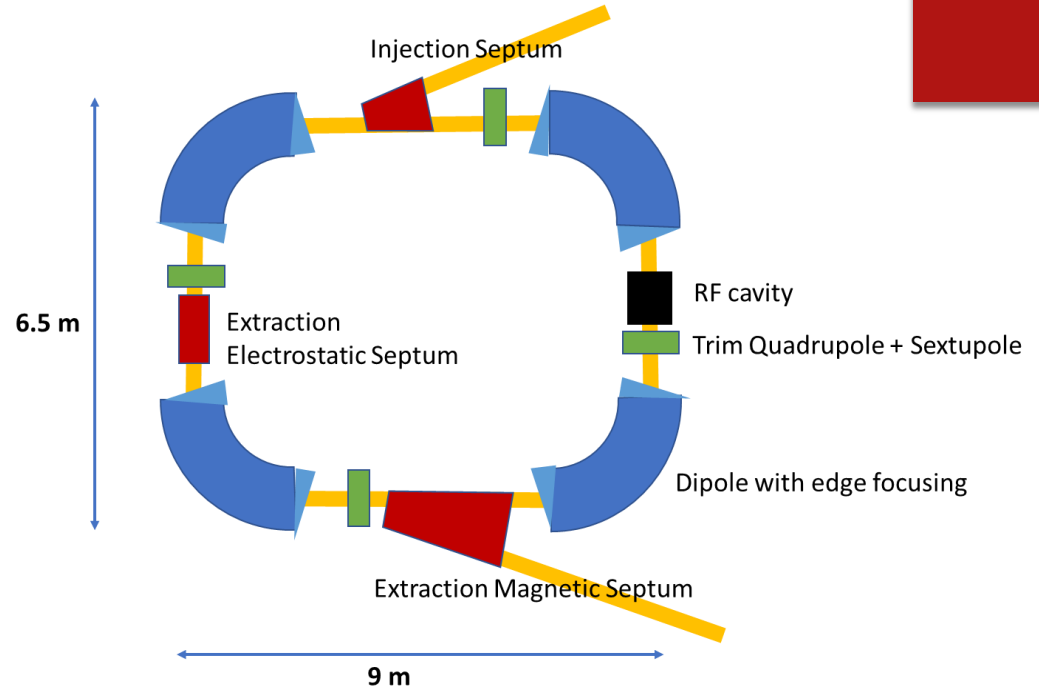 Injection Septum
RF cavity
6.5 m
Extraction
Electrostatic Septum
Trim Quadrupole + Sextupole
Dipole with edge focusing
Extraction Magnetic Septum
9 m